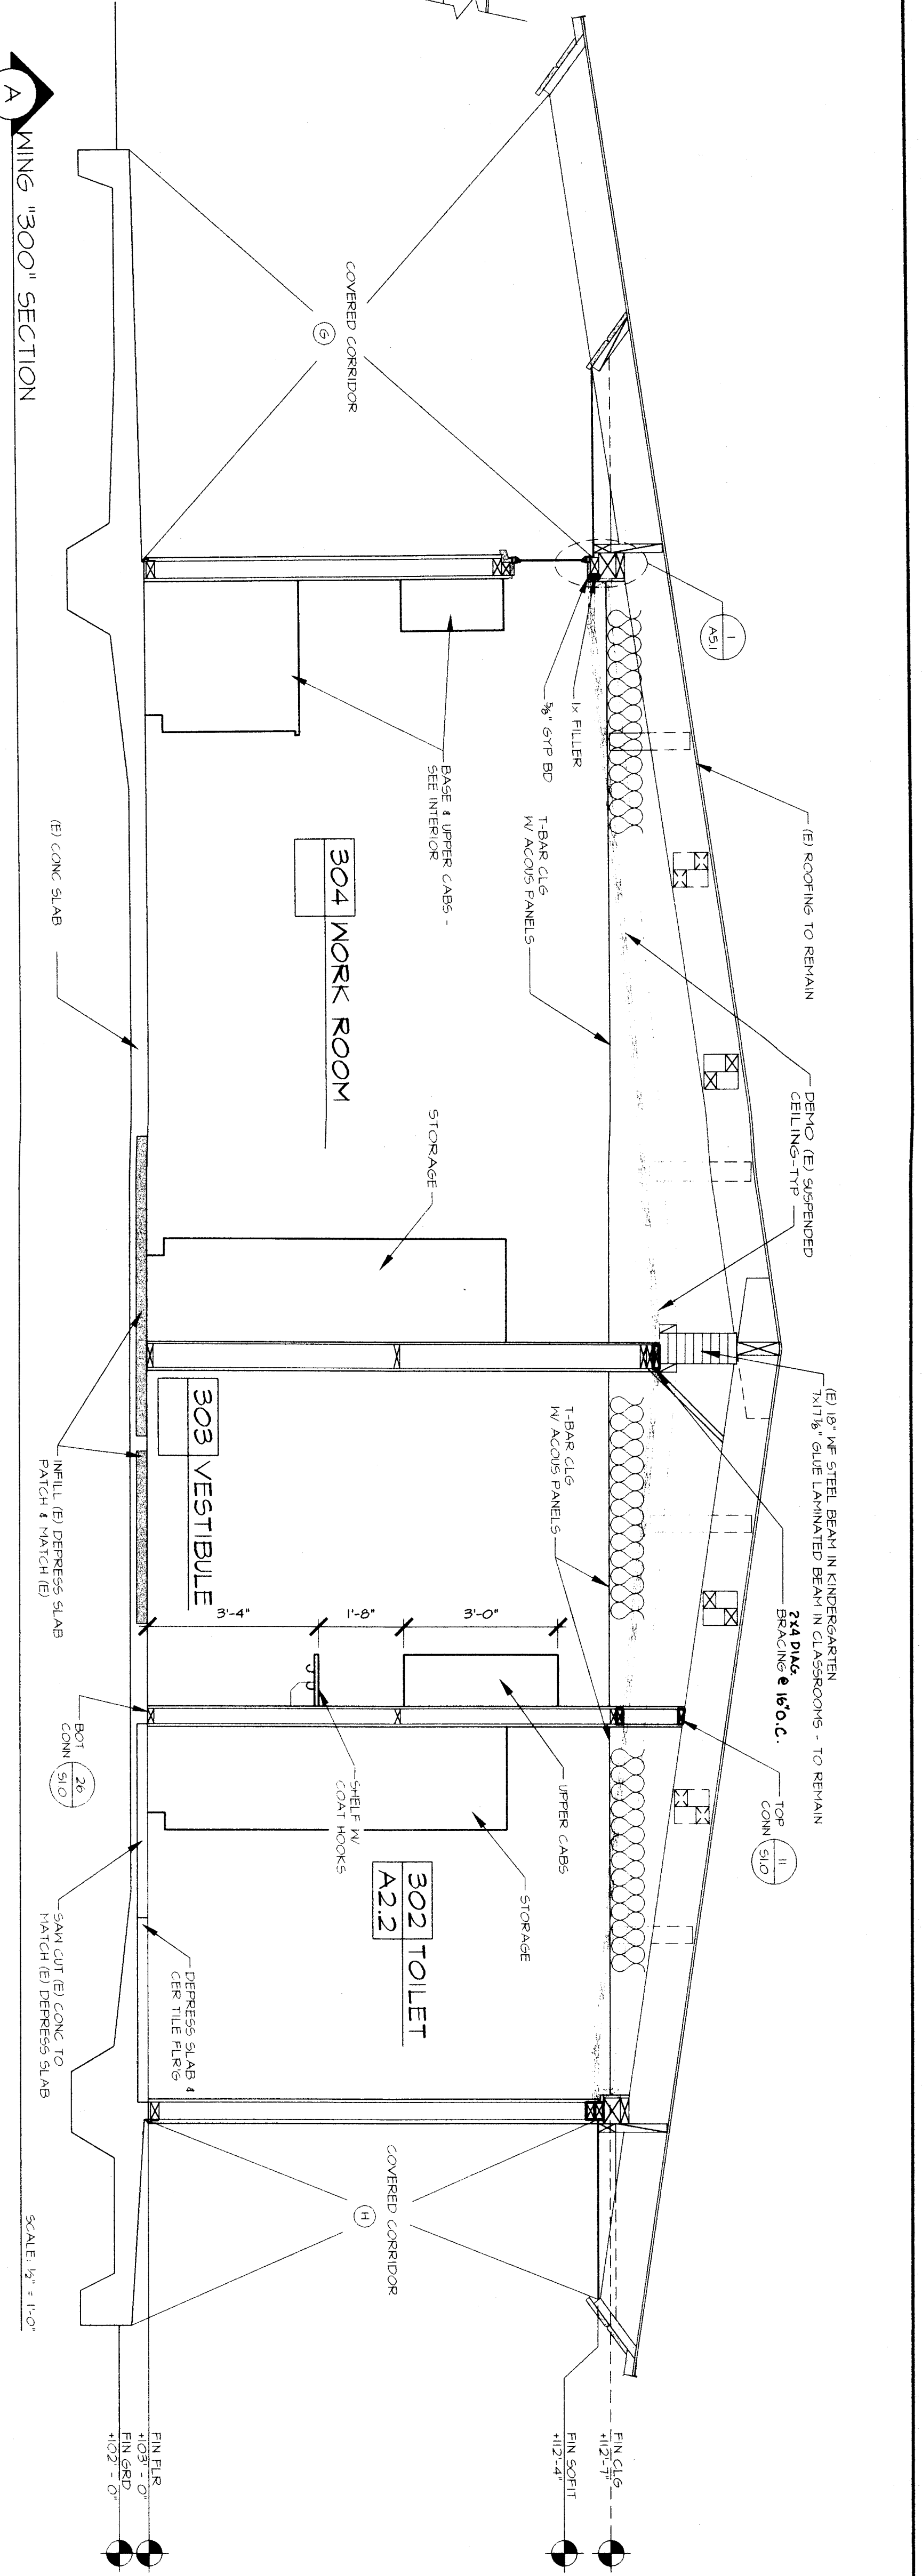 (E) 18" WF STEEL BEAM IN KINDERGARTEN
7x17⅞" GLUE LAMINATED BEAM IN CLASSROOMS - TO REMAIN
(E) ROOFING TO REMAIN
DEMO (E) SUSPENDED
CEILING-TYP
2X4 DIAG.
BRACING @ 16" O.C.
TOP
CONN
11
S1.0
1
A5.1
1x FILLER
⅝" GYP BD
T-BAR CLG
W/ ACOUS PANELS
T-BAR CLG
W/ ACOUS PANELS
FIN CLG
+112'-7"
FIN SOFIT
+112'-4"
COVERED CORRIDOR
G
BASE & UPPER CABS -
SEE INTERIOR
304 WORK ROOM
STORAGE
303 VESTIBULE
3'-0"
1'-8"
3'-4"
UPPER CABS
STORAGE
SHELF W/
COAT HOOKS
302 TOILET
A2.2
COVERED CORRIDOR
H
DEPRESS SLAB &
CER TILE FLR'G
FIN FLR
+103' - 0"
FIN GRD
+102' - 0"
(E) CONC SLAB
INFILL (E) DEPRESS SLAB
PATCH & MATCH (E)
BOT
CONN
26
S1.0
SAW CUT (E) CONC TO
MATCH (E) DEPRESS SLAB
A
WING "300" SECTION
SCALE: ½" = 1'-0"